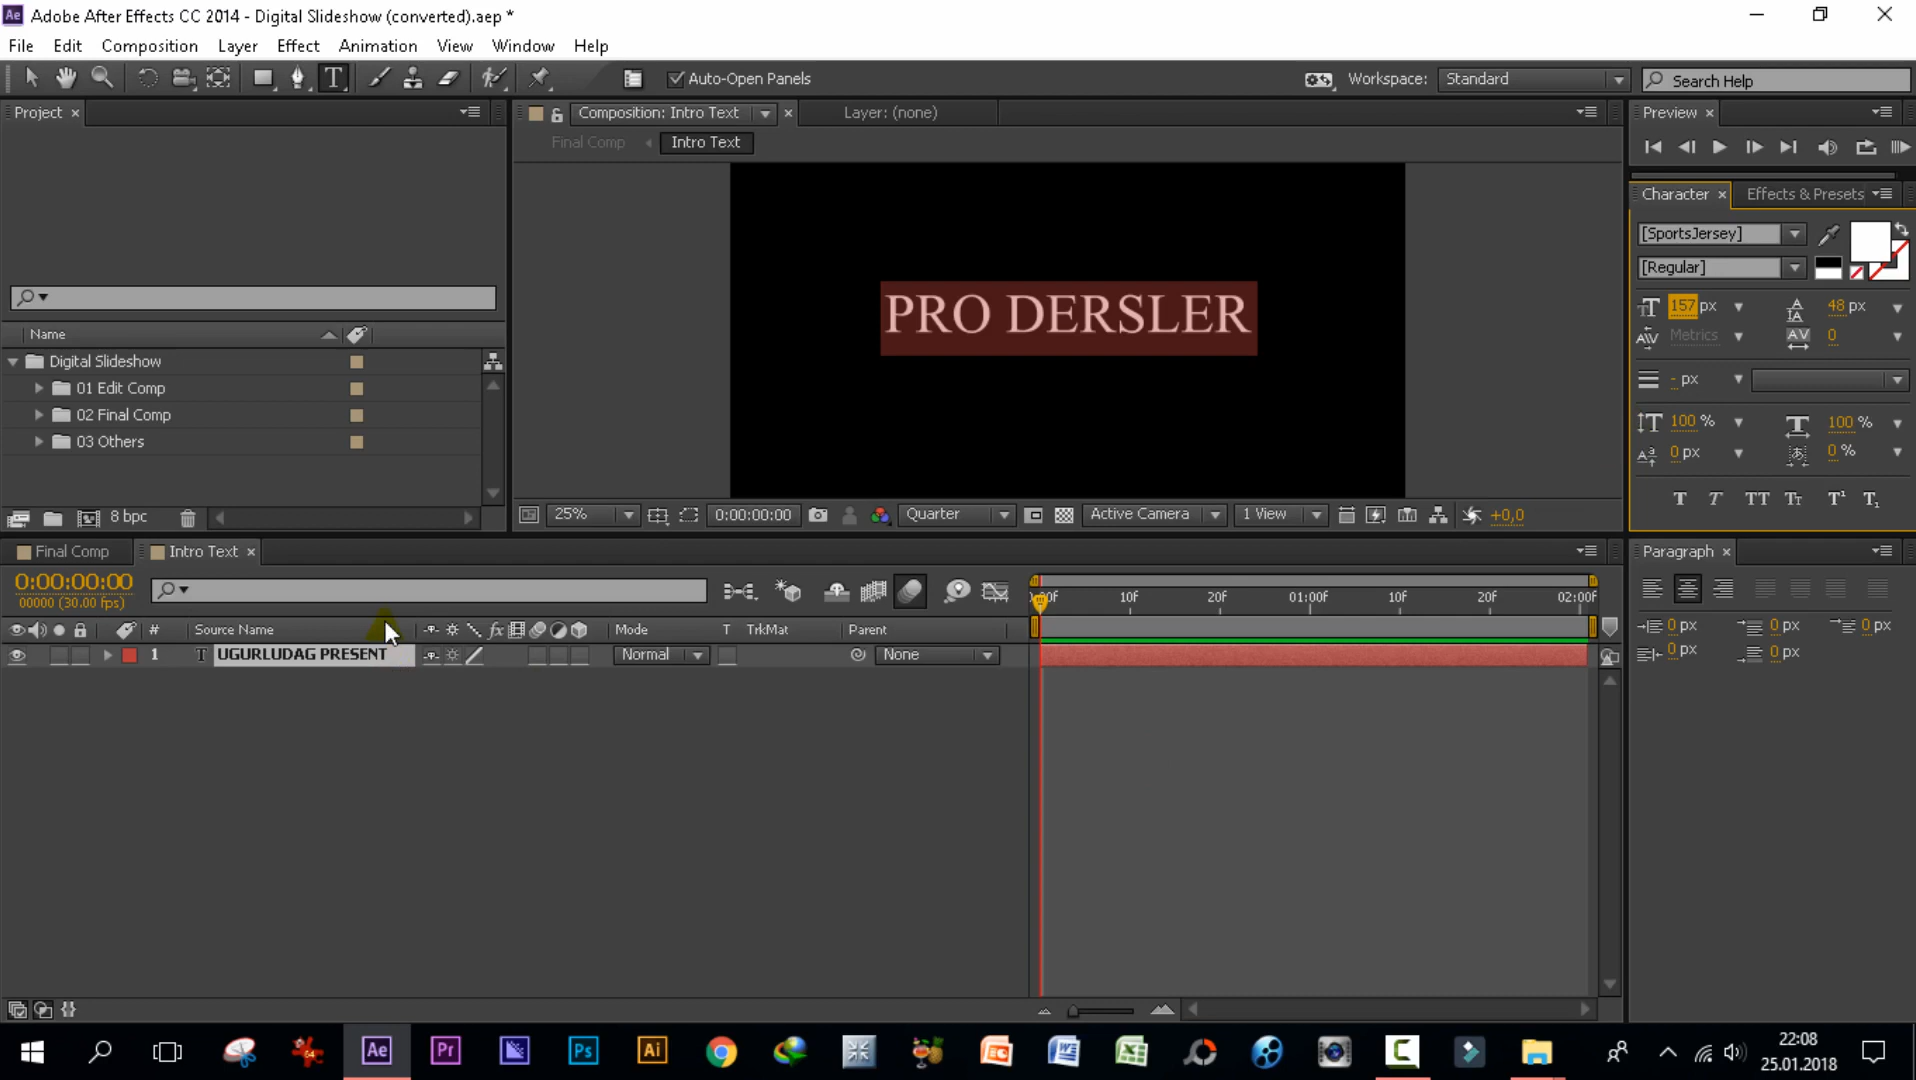 Adobe After Effects CC 2014 - Digital Slideshow (converted).aep *
File Edit Composition Layer Effect Animation View Window Help
Auto-Open Panels
Workspace: Standard
Search Help
Project
Composition: Intro Text
Layer: (none)
Final Comp
Intro Text
PRO DERSLER
Name
Digital Slideshow
01 Edit Comp
02 Final Comp
03 Others
8 bpc
25%
0:00:00:00
Quarter
Active Camera
1 View
+0,0
Preview
Character
Effects & Presets
[SportsJersey]
[Regular]
157 px
48 px
Metrics
0
- px
100 %
100 %
0 px
0 %
Final Comp
Intro Text
0:00:00:00
00000 (30.00 fps)
# Source Name
Mode
T TrkMat
Parent
10F
20F
01:00F
10F
20F
02:00F
1 T UGURLUDAG PRESENT
Normal
None
Paragraph
0 px
0 px
0 px
0 px
0 px
Ae
Pr
Ps
Ai
22:08
25.01.2018